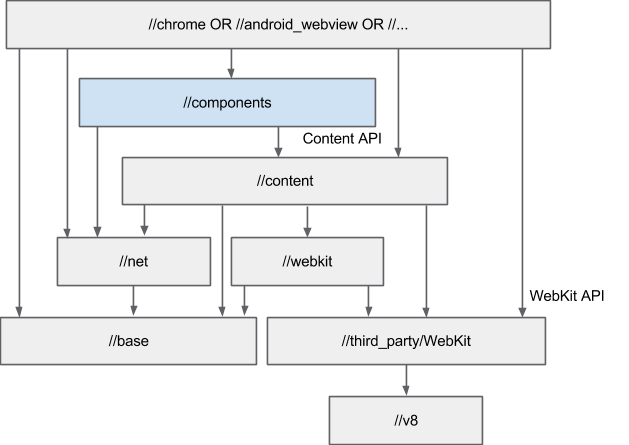 //chrome OR //android_webview OR //...
//components
Content API
//content
//net
//webkit
WebKit API
//base
//third_party/WebKit
//v8